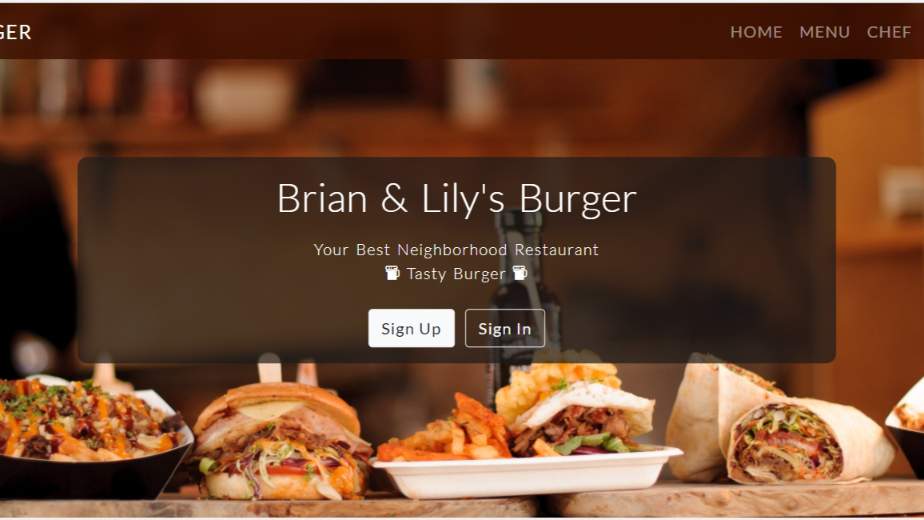 GER
HOME MENU CHEF
Brian & Lily's Burger
Your Best Neighborhood Restaurant
Tasty Burger
Sign Up Sign In